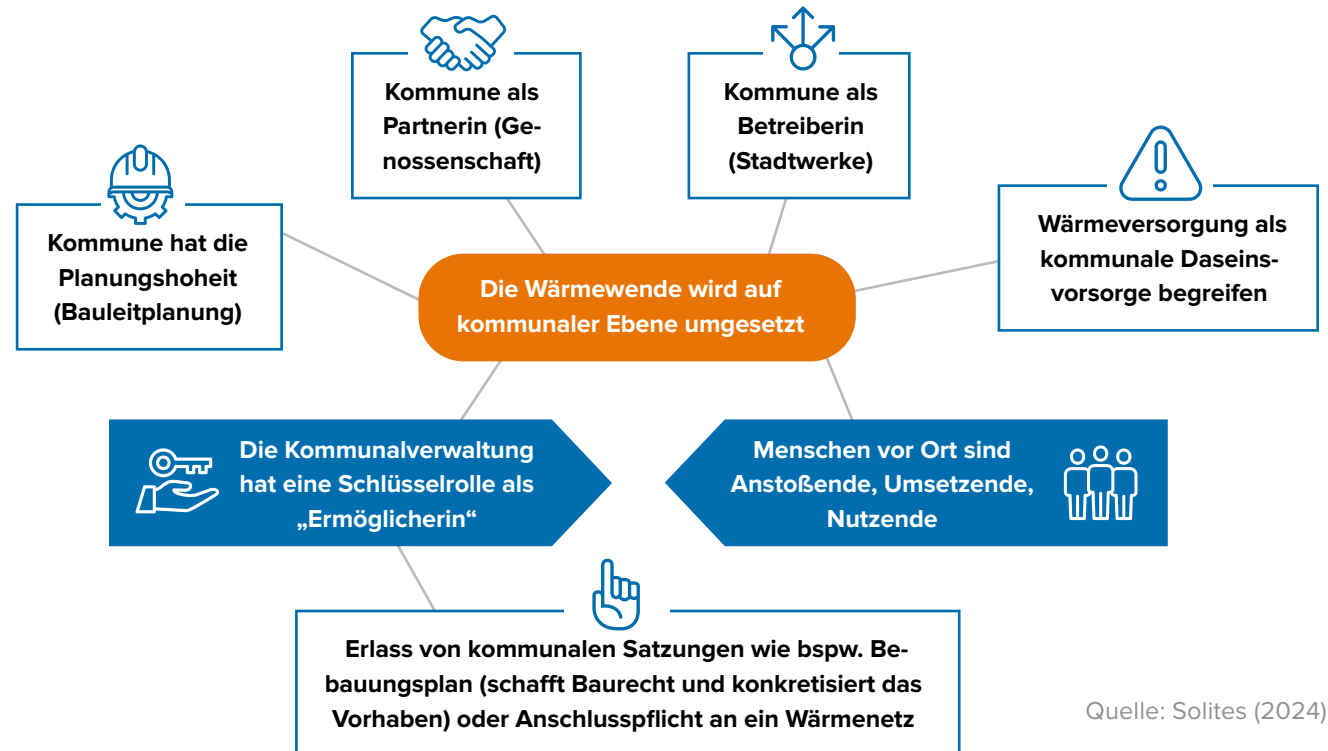 Kommune als
Partnerin (Ge-
nossenschaft)
Kommune als
Betreiberin
(Stadtwerke)
Kommune hat die
Planungshoheit
(Bauleitplanung)
Wärmeversorgung als
kommunale Daseins-
vorsorge begreifen
Die Wärmewende wird auf
kommunaler Ebene umgesetzt
Die Kommunalverwaltung
hat eine Schlüsselrolle als
„Ermöglicherin“
Menschen vor Ort sind
Anstoßende, Umsetzende,
Nutzende
Erlass von kommunalen Satzungen wie bspw. Be-
bauungsplan (schafft Baurecht und konkretisiert das
Vorhaben) oder Anschlusspflicht an ein Wärmenetz
Quelle: Solites (2024)